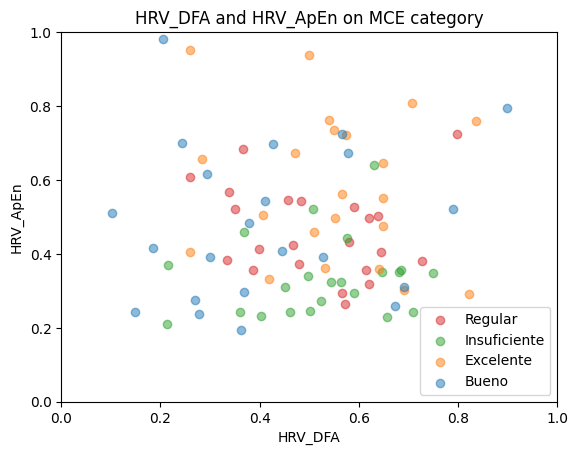 HRV_DFA and HRV_ApEn on MCE category
HRV_ApEn
1.0
0.8
0.6
0.4
0.2
0.0
0.0 0.2 0.4 0.6 0.8 1.0
HRV_DFA
Regular
Insuficiente
Excelente
Bueno